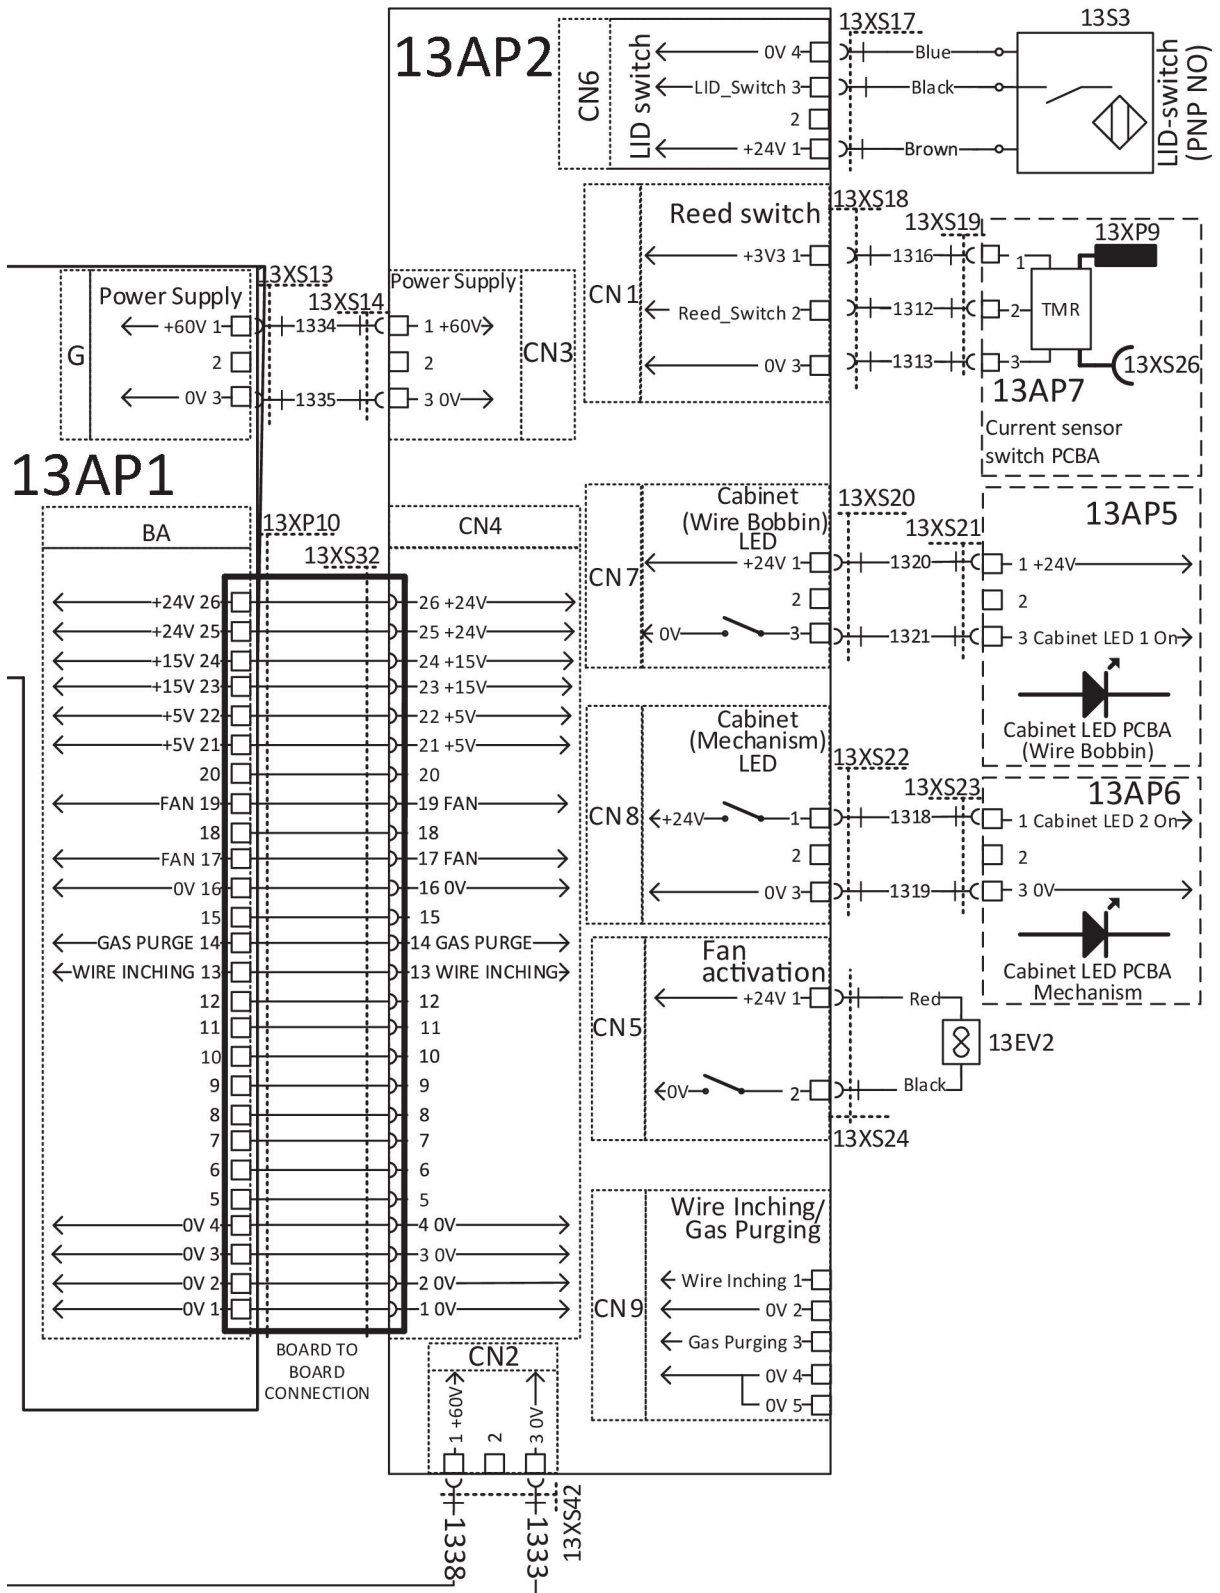 13AP2
CN6
LID switch
0V 4
LID_Switch 3
2
+24V 1
13XS17
Blue
Black
Brown
13S3
LID-switch
(PNP NO)
CN1
Reed switch
+3V3 1
Reed_Switch 2
0V 3
13XS18
1316
1312
1313
13XS19
1
2
3
TMR
13XP9
13XS26
13AP7
Current sensor
switch PCBA
G
Power Supply
+60V 1
2
0V 3
13XS13
13XS14
1334
1335
Power Supply
1 +60V
2
3 0V
CN3
13AP1
BA
13XP10
13XS32
CN4
+24V 26
26 +24V
+24V 25
25 +24V
+15V 24
24 +15V
+15V 23
23 +15V
+5V 22
22 +5V
+5V 21
21 +5V
20
20
FAN 19
19 FAN
18
18
FAN 17
17 FAN
0V 16
16 0V
15
15
GAS PURGE 14
14 GAS PURGE
WIRE INCHING 13
13 WIRE INCHING
12
12
11
11
10
10
9
9
8
8
7
7
6
6
5
5
0V 4
4 0V
0V 3
3 0V
0V 2
2 0V
0V 1
1 0V
BOARD TO
BOARD
CONNECTION
CN7
Cabinet
(Wire Bobbin)
LED
+24V 1
2
0V
3
13XS20
1320
1321
13XS21
13AP5
1 +24V
2
3 Cabinet LED 1 On
Cabinet LED PCBA
(Wire Bobbin)
CN8
Cabinet
(Mechanism)
LED
+24V
1
2
0V 3
13XS22
1318
1319
13XS23
13AP6
1 Cabinet LED 2 On
2
3 0V
Cabinet LED PCBA
Mechanism
CN5
Fan
activation
+24V 1
0V
2
Red
Black
13EV2
13XS24
CN9
Wire Inching/
Gas Purging
Wire Inching 1
0V 2
Gas Purging 3
0V 4
0V 5
CN2
1 +60V
2
3 0V
13XS42
1338
1333